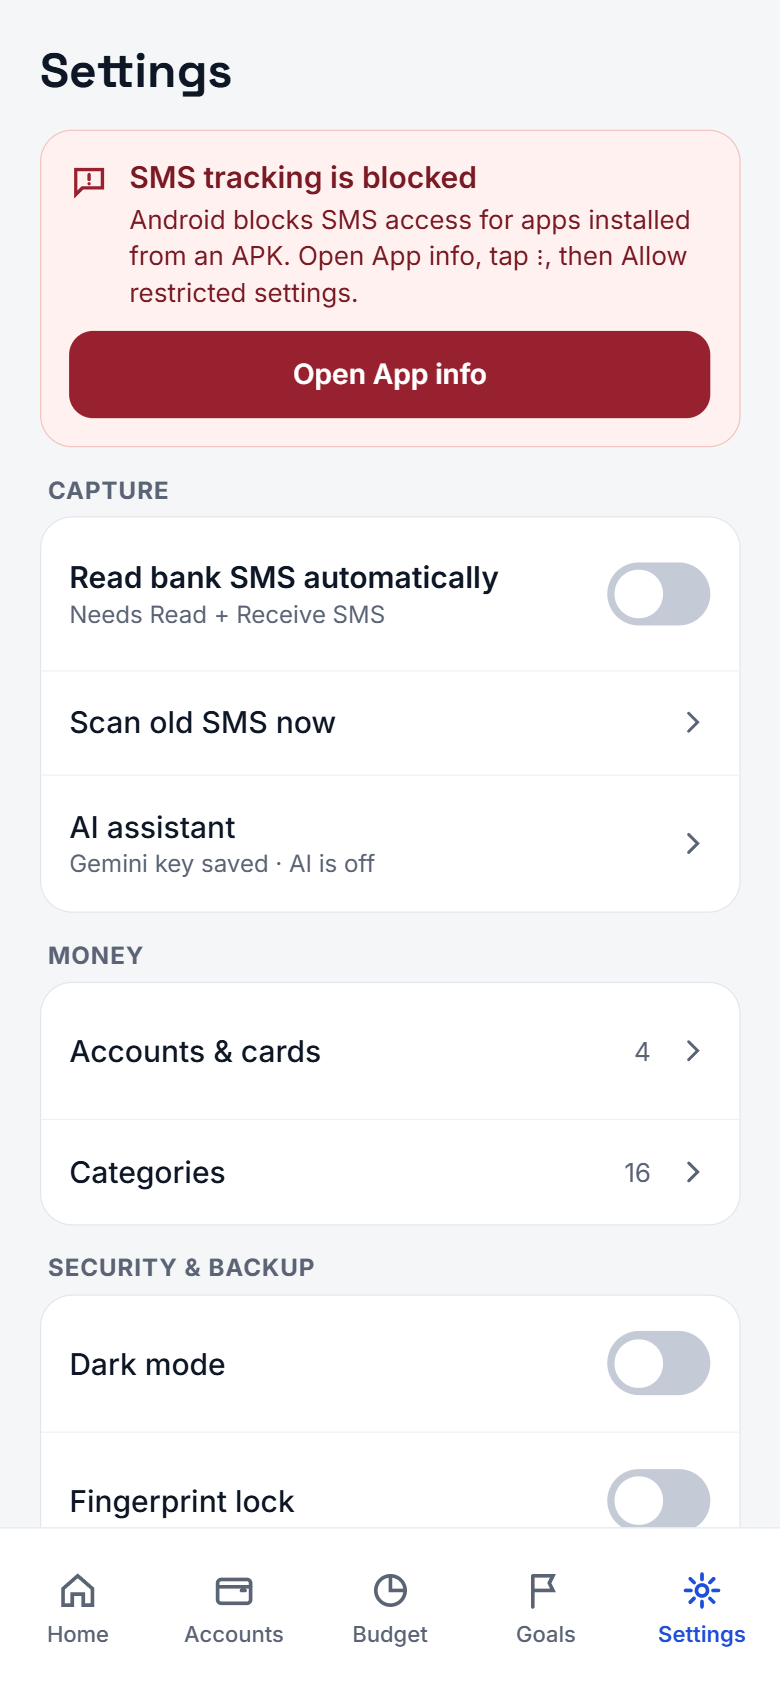 Settings
SMS tracking is blocked
Android blocks SMS access for apps installed
from an APK. Open App info, tap ⋮, then Allow
restricted settings.
Open App info
CAPTURE
Read bank SMS automatically
Needs Read + Receive SMS
Scan old SMS now
AI assistant
Gemini key saved · AI is off
MONEY
Accounts & cards 4
Categories 16
SECURITY & BACKUP
Dark mode
Fingerprint lock
Home Accounts Budget Goals Settings